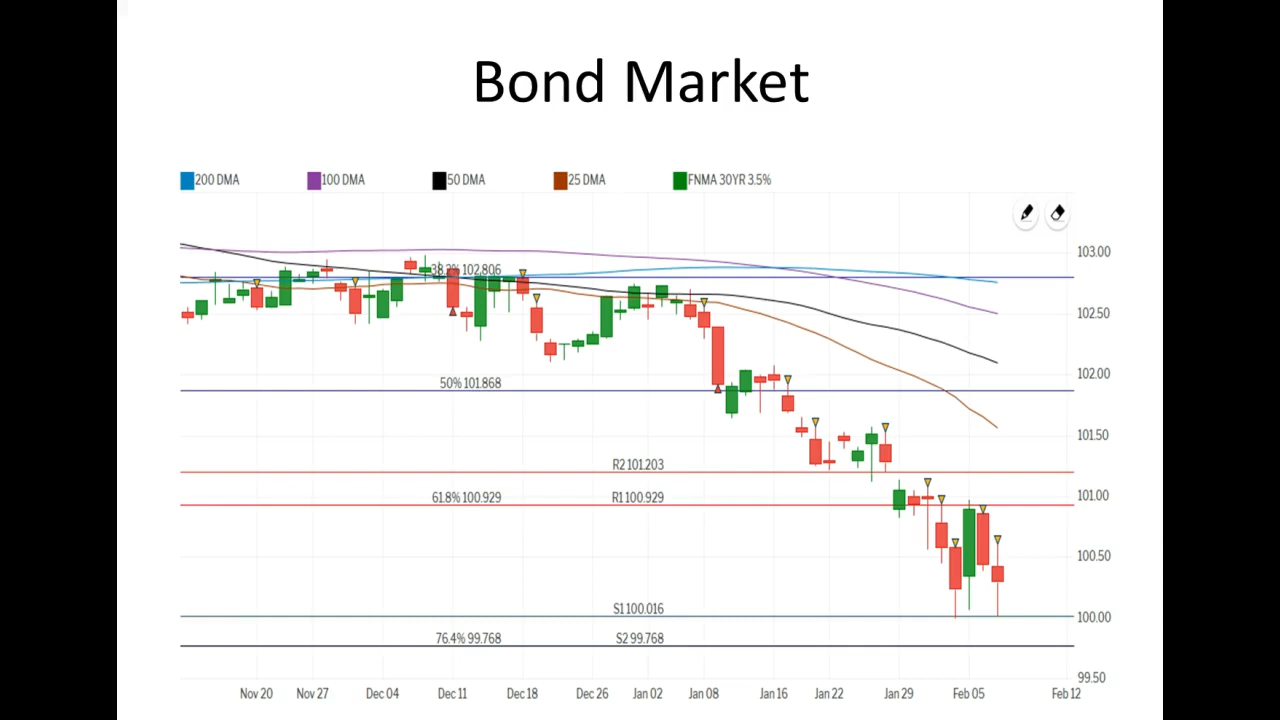 Bond Market
200 DMA 100 DMA 50 DMA 25 DMA FNMA 30YR 3.5%
103.00
38.2% 102.806
102.50
102.00
50% 101.868
101.50
R2 101.203
101.00
61.8% 100.929 R1 100.929
100.50
S1 100.016
100.00
76.4% 99.768 S2 99.768
99.50
Nov 20 Nov 27 Dec 04 Dec 11 Dec 18 Dec 26 Jan 02 Jan 08 Jan 16 Jan 22 Jan 29 Feb 05 Feb 12